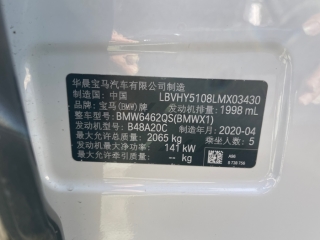 华晨宝马汽车有限公司制造
制造国: 中国 LBVHY5108LMX03430
品牌: 宝马(BMW)牌 发动机排量: 1998 mL
整车型号: BMW6462QS(BMWX1)
发动机型号: B48A20C
最大允许总质量: 2065 kg 制造年月: 2020-04
发动机最大净功率: 141 kW 乘坐人数: 5
最大允许牵引质量: -- kg